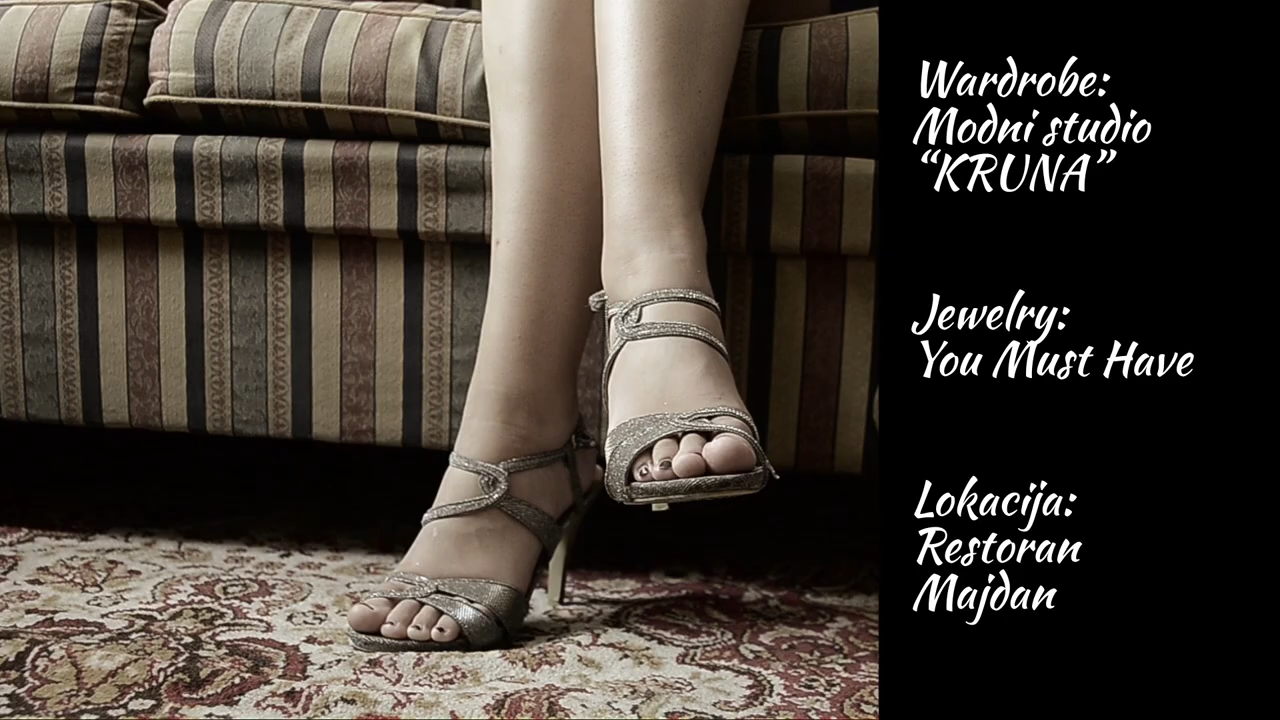 Wardrobe:
Modni studio
“KRUNA”
Jewelry:
You Must Have
Lokacija:
Restoran
Majdan